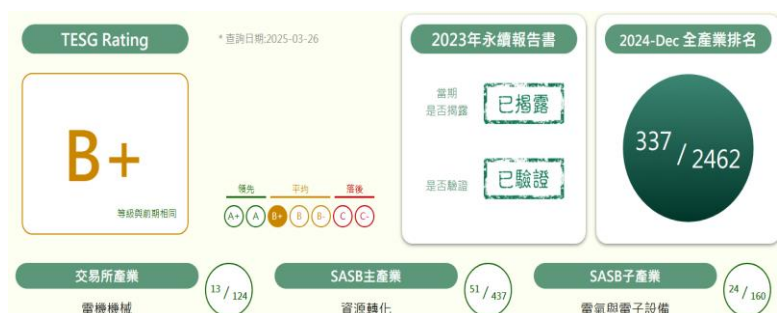 TESG Rating
* 查詢日期:2025-03-26
B+
等級與前期相同
領先 平均 落後
A+ A B+ B B- C C-
2023年永續報告書
當期
是否揭露
已揭露
是否驗證
已驗證
2024-Dec 全產業排名
337 / 2462
交易所產業
13 / 124
電機機械
SASB主產業
51 / 437
資源轉化
SASB子產業
24 / 160
電氣與電子設備